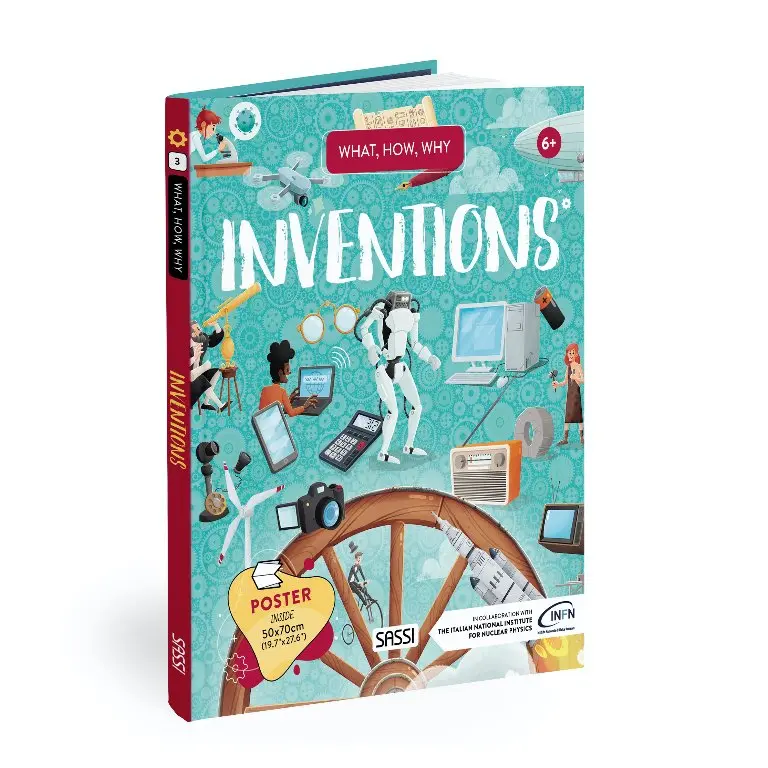 WHAT, HOW, WHY
6+
INVENTIONS
POSTER
INSIDE
50x70cm
(19.7"x27.6")
SASSI
IN COLLABORATION WITH
THE ITALIAN NATIONAL INSTITUTE
FOR NUCLEAR PHYSICS
INFN
3
WHAT, HOW, WHY
INVENTIONS
SASSI